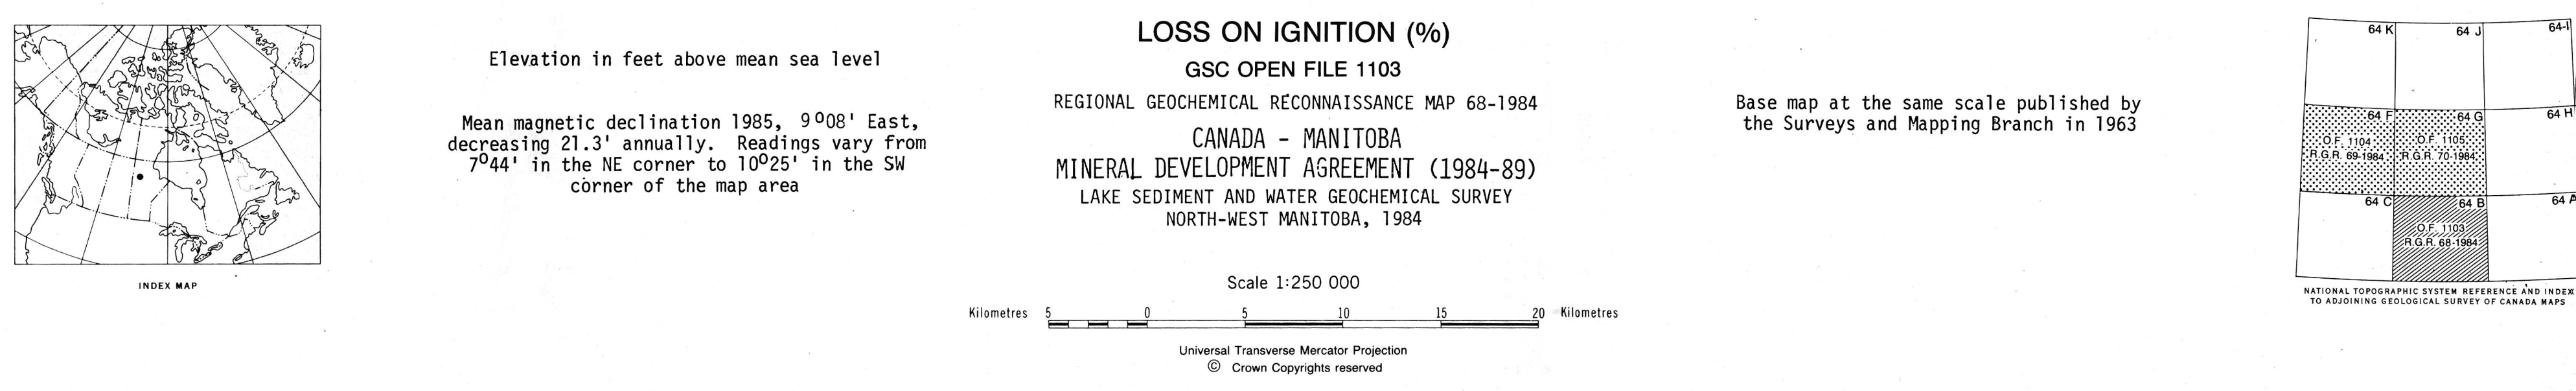 INDEX MAP
Elevation in feet above mean sea level
Mean magnetic declination 1985, 9°08' East,
decreasing 21.3' annually. Readings vary from
7°44' in the NE corner to 10°25' in the SW
corner of the map area
LOSS ON IGNITION (%)
GSC OPEN FILE 1103
REGIONAL GEOCHEMICAL RECONNAISSANCE MAP 68-1984
CANADA - MANITOBA
MINERAL DEVELOPMENT AGREEMENT (1984-89)
LAKE SEDIMENT AND WATER GEOCHEMICAL SURVEY
NORTH-WEST MANITOBA, 1984
Scale 1:250 000
Kilometres 5 0 5 10 15 20 Kilometres
Universal Transverse Mercator Projection
© Crown Copyrights reserved
Base map at the same scale published by
the Surveys and Mapping Branch in 1963
64 K 64 J 64-I
64 F 64 G 64 H
O.F. 1104 O.F. 1105
R.G.R. 69-1984 R.G.R. 70-1984
64 C 64 B 64 A
O.F. 1103
R.G.R. 68-1984
NATIONAL TOPOGRAPHIC SYSTEM REFERENCE AND INDEX
TO ADJOINING GEOLOGICAL SURVEY OF CANADA MAPS